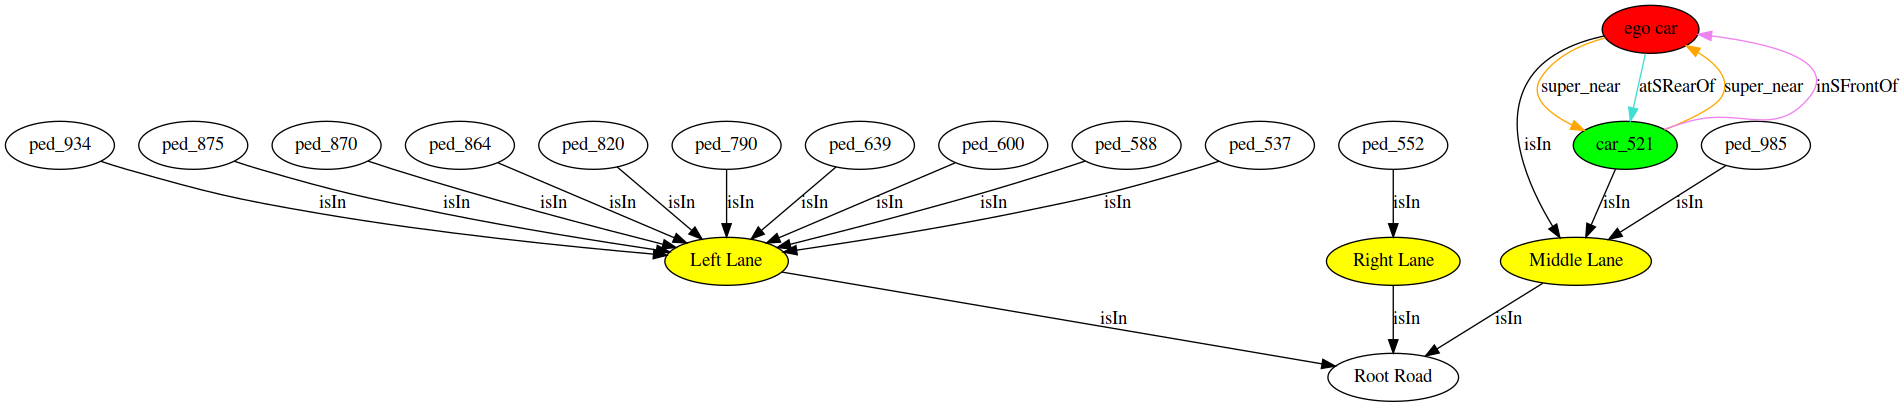 ego car
super_near
atSRearOf
super_near
inSFrontOf
ped_934
ped_875
ped_870
ped_864
ped_820
ped_790
ped_639
ped_600
ped_588
ped_537
ped_552
isIn
car_521
ped_985
isIn
isIn
isIn
isIn
isIn
isIn
isIn
isIn
isIn
isIn
isIn
isIn
isIn
Left Lane
Right Lane
Middle Lane
isIn
isIn
isIn
Root Road